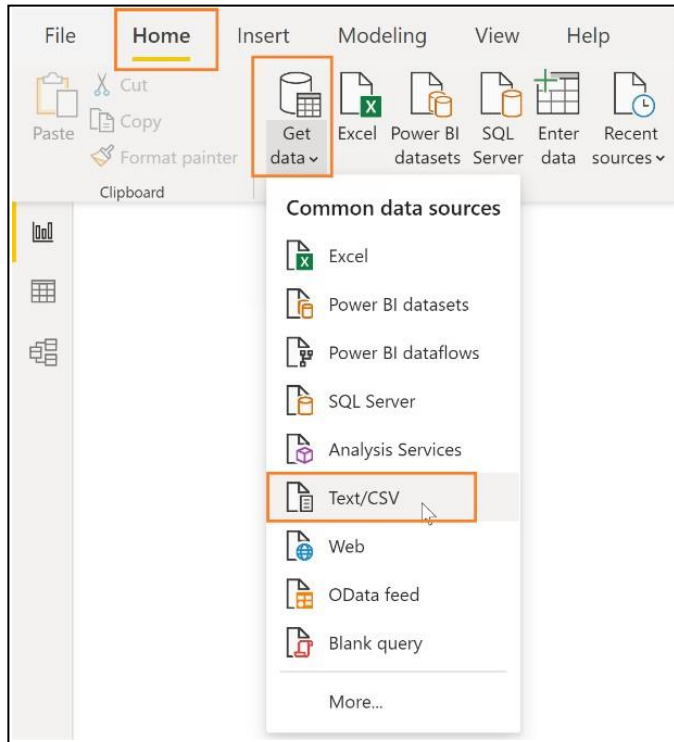 File Home Insert Modeling View Help
Paste
Cut
Copy
Format painter
Clipboard
Get
data
Excel
Power BI
datasets
SQL
Server
Enter
data
Recent
sources
Common data sources
Excel
Power BI datasets
Power BI dataflows
SQL Server
Analysis Services
Text/CSV
Web
OData feed
Blank query
More...